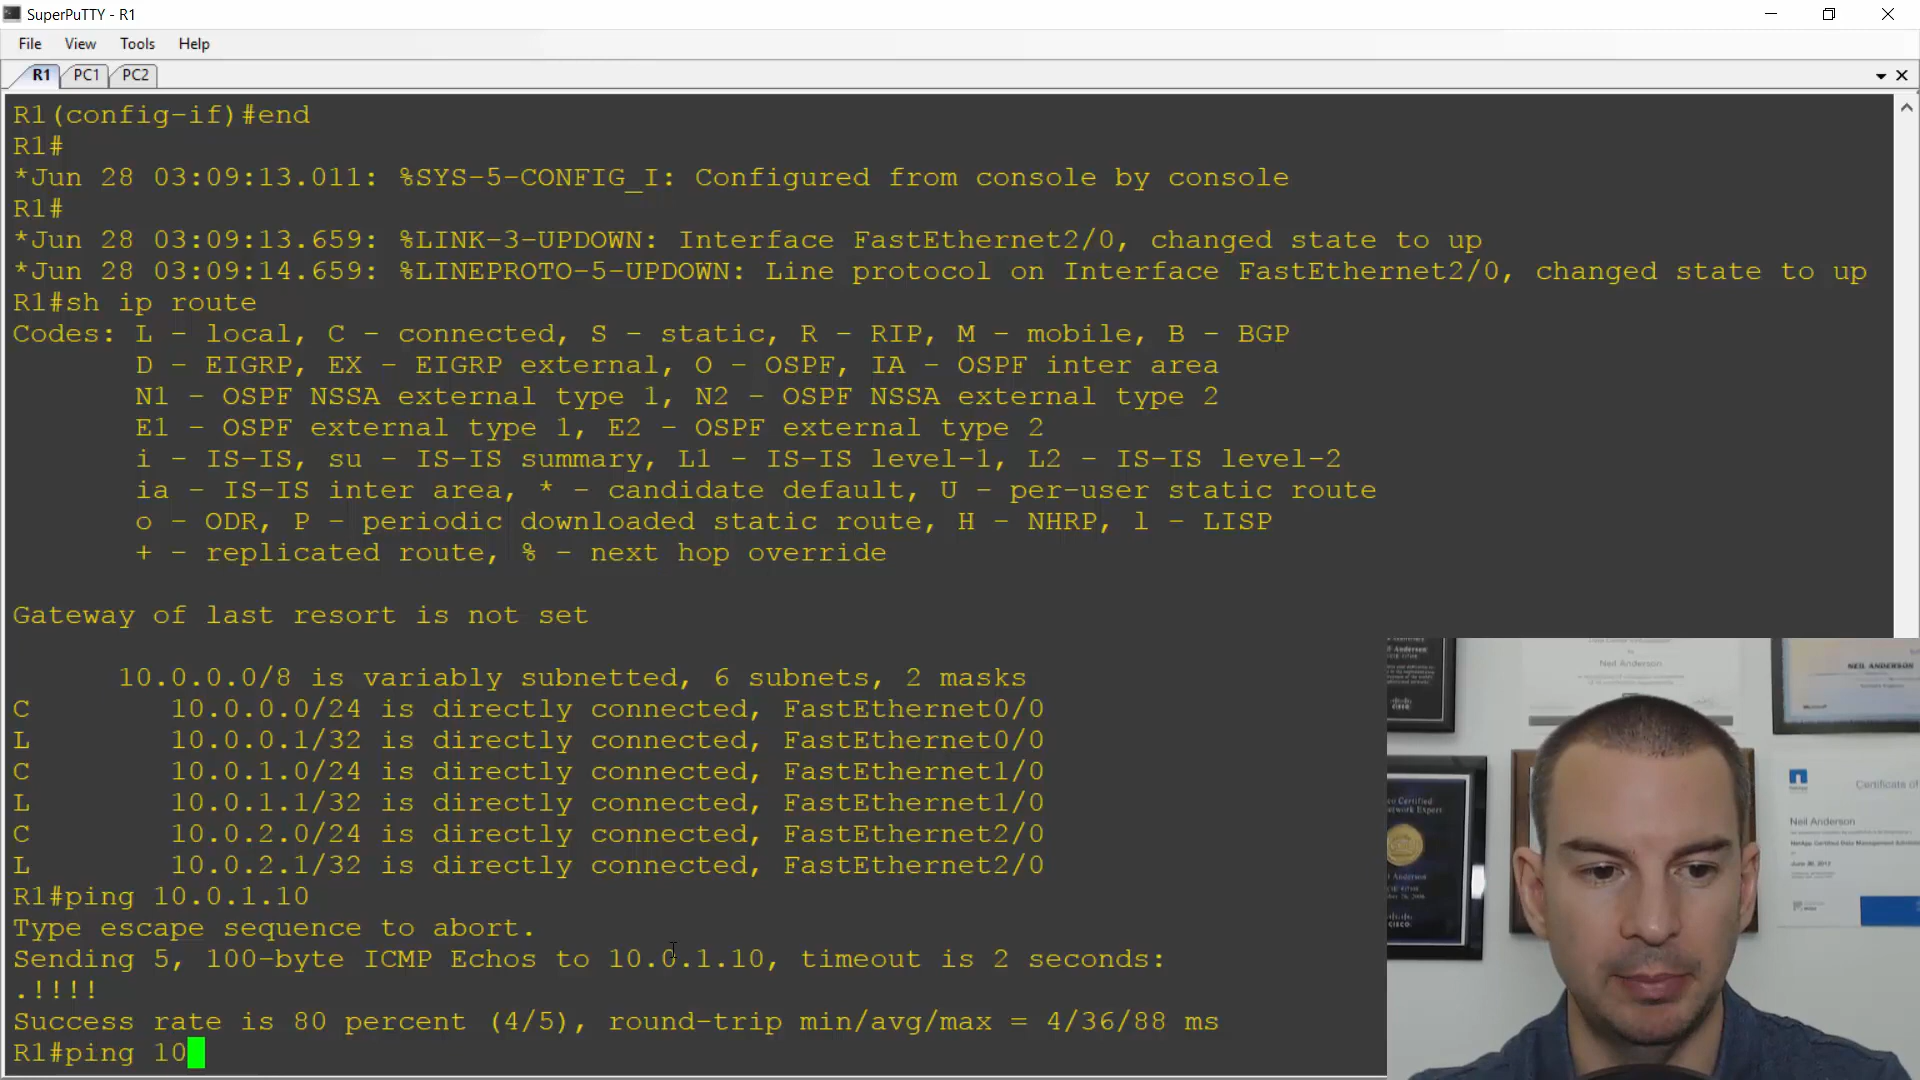 SuperPuTTY - R1
File View Tools Help
R1 PC1 PC2
R1(config-if)#end
R1#
*Jun 28 03:09:13.011: %SYS-5-CONFIG_I: Configured from console by console
R1#
*Jun 28 03:09:13.659: %LINK-3-UPDOWN: Interface FastEthernet2/0, changed state to up
*Jun 28 03:09:14.659: %LINEPROTO-5-UPDOWN: Line protocol on Interface FastEthernet2/0, changed state to up
R1#sh ip route
Codes: L - local, C - connected, S - static, R - RIP, M - mobile, B - BGP
D - EIGRP, EX - EIGRP external, O - OSPF, IA - OSPF inter area
N1 - OSPF NSSA external type 1, N2 - OSPF NSSA external type 2
E1 - OSPF external type 1, E2 - OSPF external type 2
i - IS-IS, su - IS-IS summary, L1 - IS-IS level-1, L2 - IS-IS level-2
ia - IS-IS inter area, * - candidate default, U - per-user static route
o - ODR, P - periodic downloaded static route, H - NHRP, l - LISP
+ - replicated route, % - next hop override
Gateway of last resort is not set
10.0.0.0/8 is variably subnetted, 6 subnets, 2 masks
C 10.0.0.0/24 is directly connected, FastEthernet0/0
L 10.0.0.1/32 is directly connected, FastEthernet0/0
C 10.0.1.0/24 is directly connected, FastEthernet1/0
L 10.0.1.1/32 is directly connected, FastEthernet1/0
C 10.0.2.0/24 is directly connected, FastEthernet2/0
L 10.0.2.1/32 is directly connected, FastEthernet2/0
R1#ping 10.0.1.10
Type escape sequence to abort.
Sending 5, 100-byte ICMP Echos to 10.0.1.10, timeout is 2 seconds:
.!!!!
Success rate is 80 percent (4/5), round-trip min/avg/max = 4/36/88 ms
R1#ping 10
Neil Anderson
NEIL ANDERSON
Certificate of
Neil Anderson